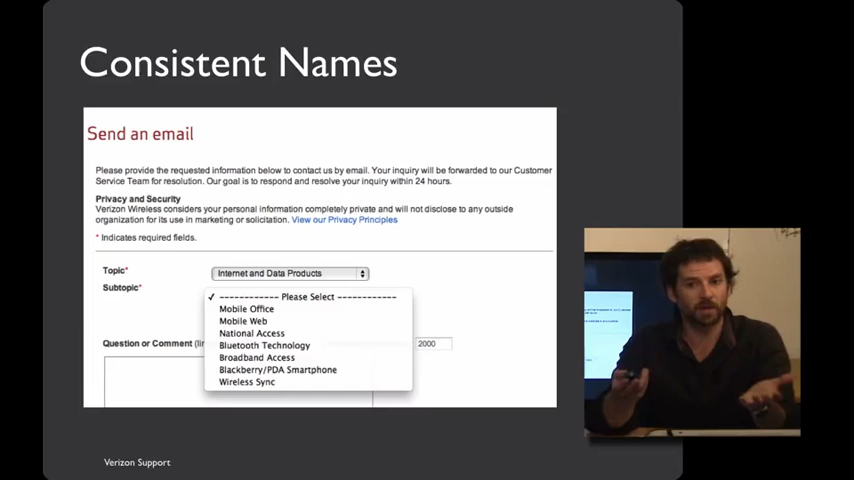 Consistent Names
Send an email
Please provide the requested information below to contact us by email. Your inquiry will be forwarded to our Customer
Service Team for resolution. Our goal is to respond and resolve your inquiry within 24 hours.
Privacy and Security
Verizon Wireless considers your personal information completely private and will not disclose to any outside
organization for its use in marketing or solicitation. View our Privacy Principles
* Indicates required fields.
Topic* Internet and Data Products
Subtopic*
✓ ------------ Please Select ------------
Mobile Office
Mobile Web
National Access
Bluetooth Technology
Question or Comment (li 2000
Broadband Access
Blackberry/PDA Smartphone
Wireless Sync
Verizon Support